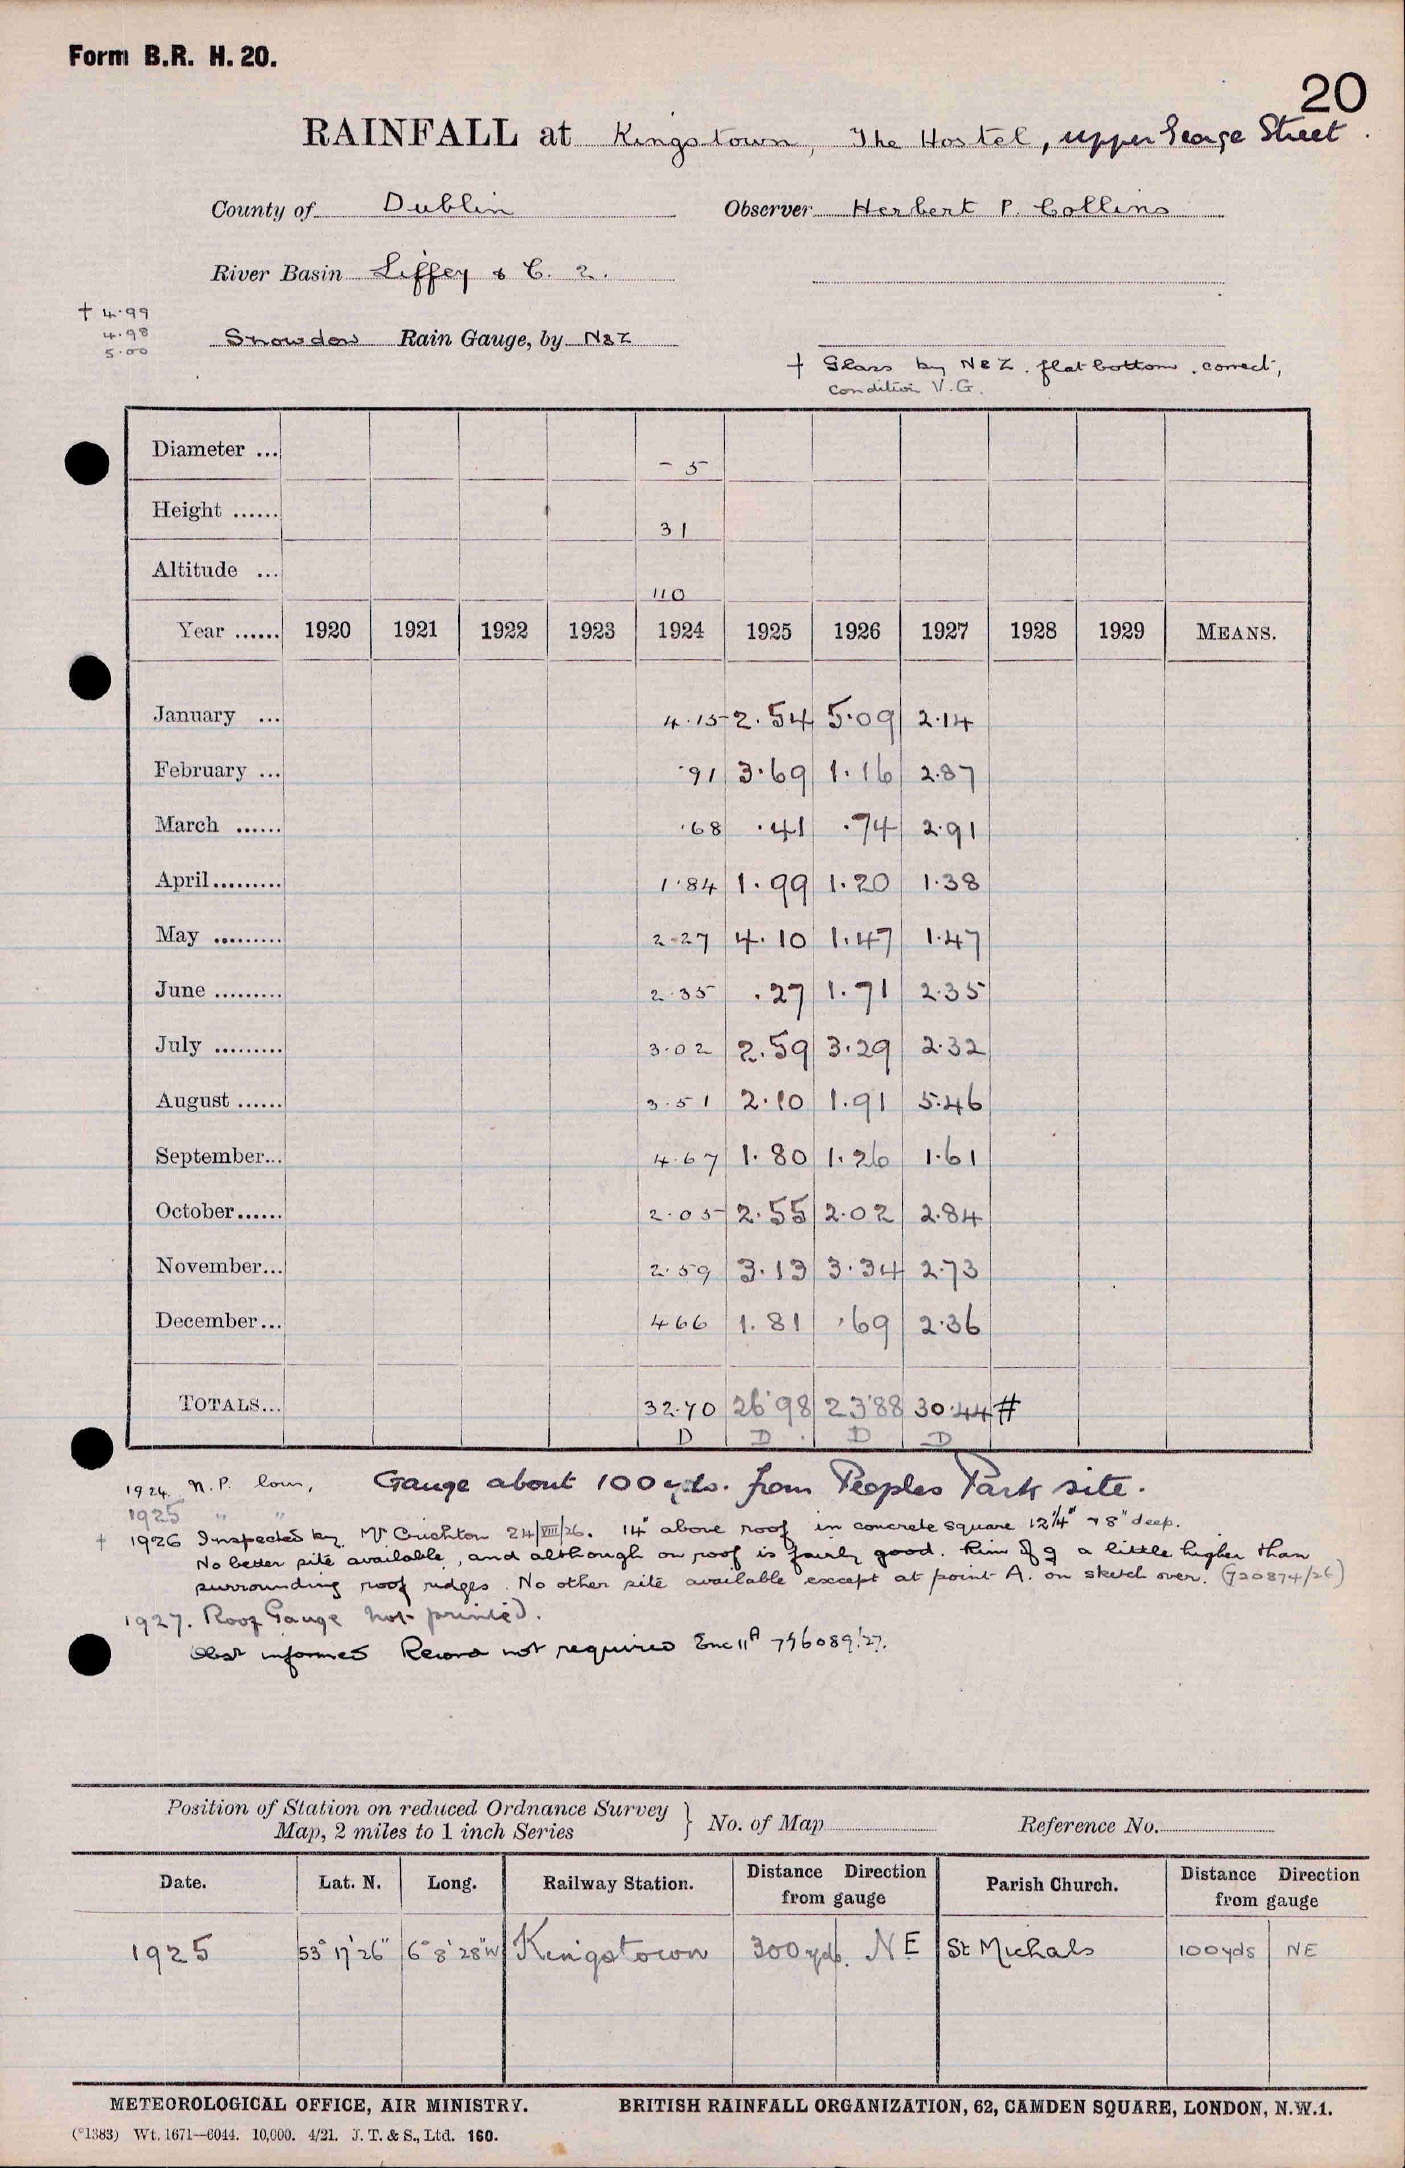 Form B.R. H. 20.
20
RAINFALL at Kingstown, The Hostel, upper George Street.
County of Dublin Observer Herbert P. Collins
River Basin Liffey & C. 2.
† 4.99
4.98
5.00
Snowdon Rain Gauge, by N&Z
† Glass by N&Z. flat bottom. correct,
condition V.G.
Diameter ... – 5
Height ...... 31
Altitude ... 110
Year ...... 1920 1921 1922 1923 1924 1925 1926 1927 1928 1929 MEANS.
January ... 4.15 2.54 5.09 2.14
February ... .91 3.69 1.16 2.87
March ...... .68 .41 .74 2.91
April......... 1.84 1.99 1.20 1.38
May ......... 2.27 4.10 1.47 1.47
June ......... 2.35 .27 1.71 2.35
July ......... 3.02 2.59 3.29 2.32
August ...... 3.51 2.10 1.91 5.46
September... 4.67 1.80 1.26 1.61
October...... 2.05 2.55 2.02 2.84
November... 2.59 3.13 3.34 2.73
December... 4 66 1.81 .69 2.36
TOTALS... 32.70 26.98 23.88 30.44 #
D D D D
1924. N.P. Gauge about 100 yds. from Peoples Park site.
1925 " "
† 1926 Inspected by Mr Crichton 24/VIII/26. 14" above roof in concrete square 12¼" × 8" deep.
No better site available, and although on roof is fairly good. Rim of g a little higher than
surrounding roof ridges. No other site available except at point A. on sketch over. (720874/26)
1927. Roof Gauge not printed.
Obsr informed Record not required Enc 11A 746089/27.
Position of Station on reduced Ordnance Survey
Map, 2 miles to 1 inch Series } No. of Map Reference No.
Date. Lat. N. Long. Railway Station. Distance Direction from gauge Parish Church. Distance Direction from gauge
1925 53° 17' 26" 6° 8' 28" W Kingstown 300 yds. NE St Michals 100 yds NE
METEOROLOGICAL OFFICE, AIR MINISTRY. BRITISH RAINFALL ORGANIZATION, 62, CAMDEN SQUARE, LONDON, N.W.1.
(°1383) Wt. 1671—6044. 10,000. 4/21. J. T. & S., Ltd. 160.